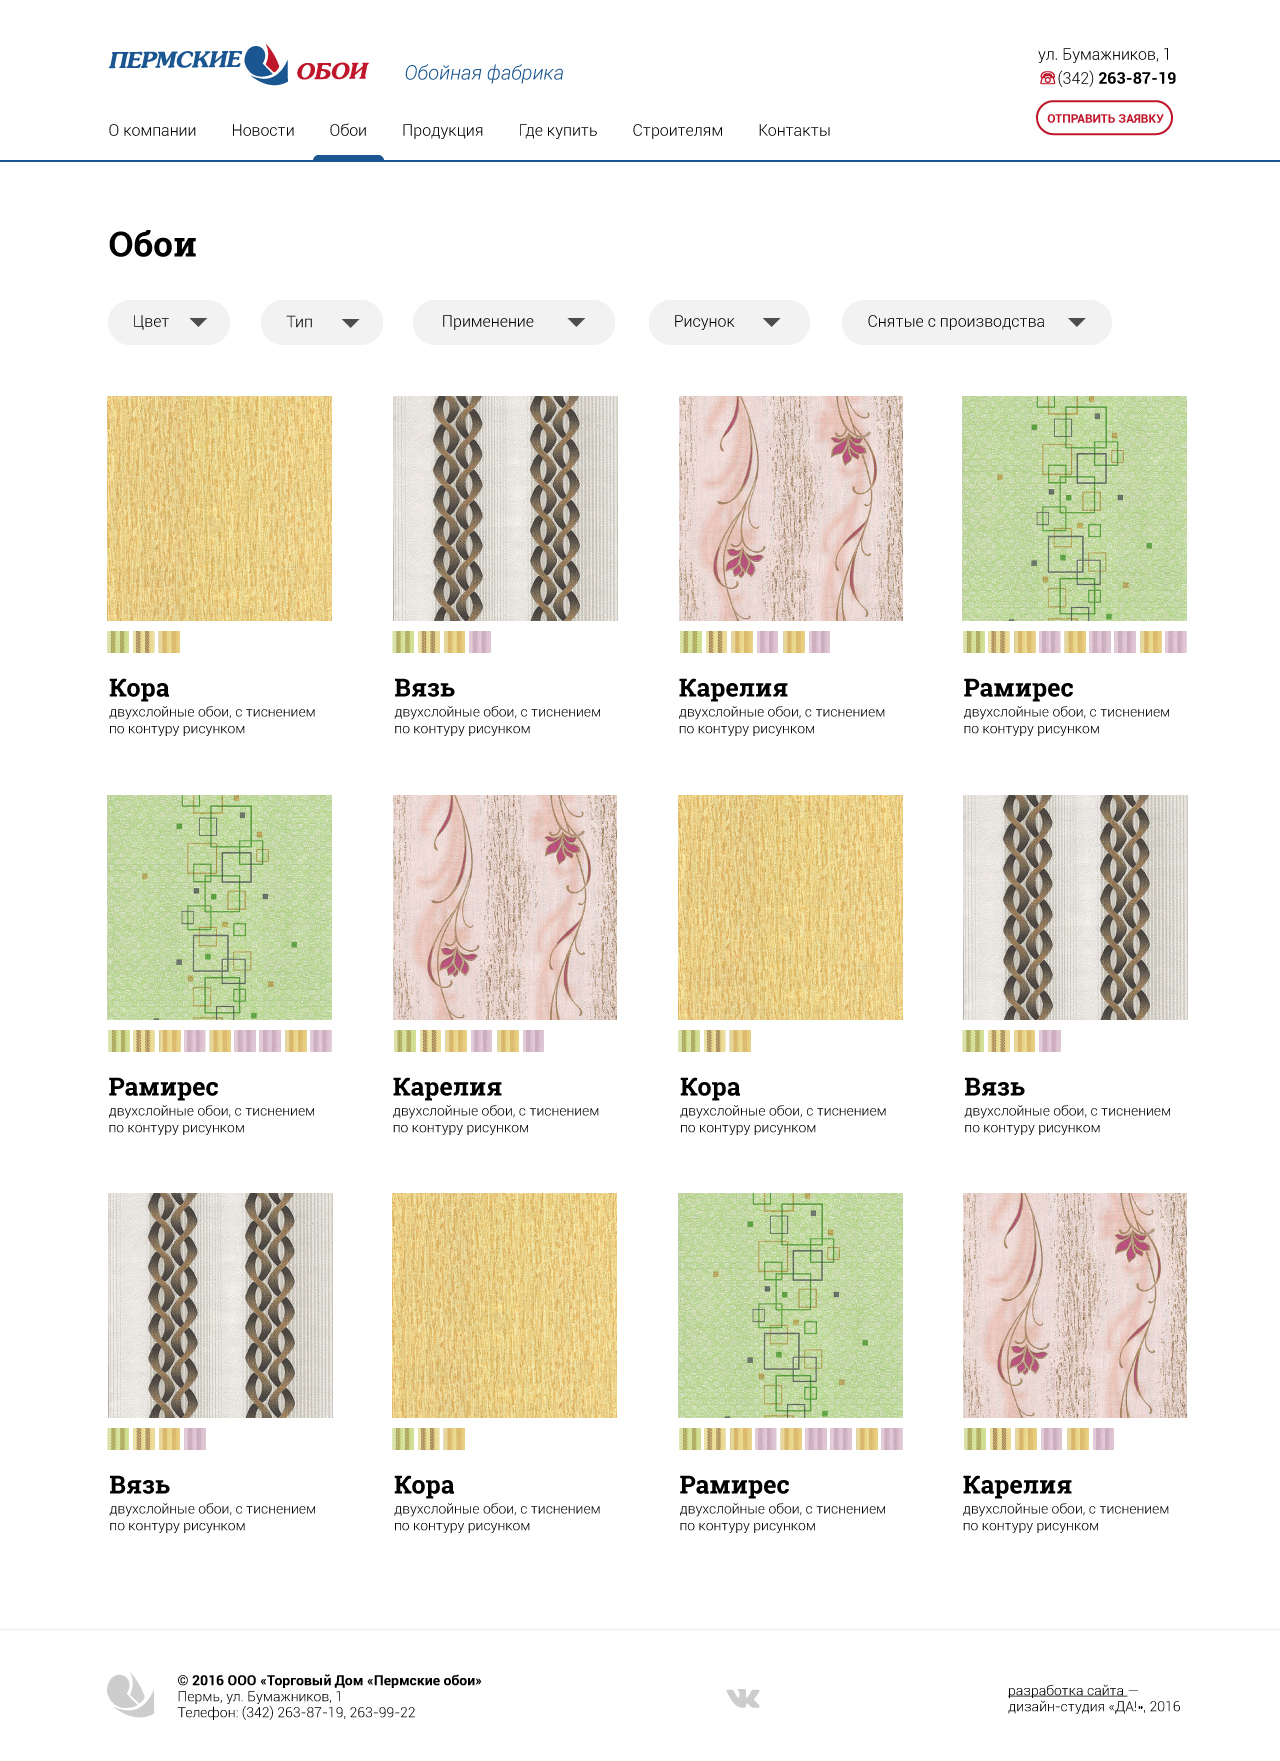 ПЕРМСКИЕ ОБОИ
Обойная фабрика
ул. Бумажников, 1
(342) 263-87-19
ОТПРАВИТЬ ЗАЯВКУ
О компании Новости Обои Продукция Где купить Строителям Контакты
Обои
Цвет Тип Применение Рисунок Снятые с производства
Кора
двухслойные обои, с тиснением
по контуру рисунком
Вязь
двухслойные обои, с тиснением
по контуру рисунком
Карелия
двухслойные обои, с тиснением
по контуру рисунком
Рамирес
двухслойные обои, с тиснением
по контуру рисунком
Рамирес
двухслойные обои, с тиснением
по контуру рисунком
Карелия
двухслойные обои, с тиснением
по контуру рисунком
Кора
двухслойные обои, с тиснением
по контуру рисунком
Вязь
двухслойные обои, с тиснением
по контуру рисунком
Вязь
двухслойные обои, с тиснением
по контуру рисунком
Кора
двухслойные обои, с тиснением
по контуру рисунком
Рамирес
двухслойные обои, с тиснением
по контуру рисунком
Карелия
двухслойные обои, с тиснением
по контуру рисунком
© 2016 ООО «Торговый Дом «Пермские обои»
Пермь, ул. Бумажников, 1
Телефон: (342) 263-87-19, 263-99-22
разработка сайта —
дизайн-студия «ДА!», 2016